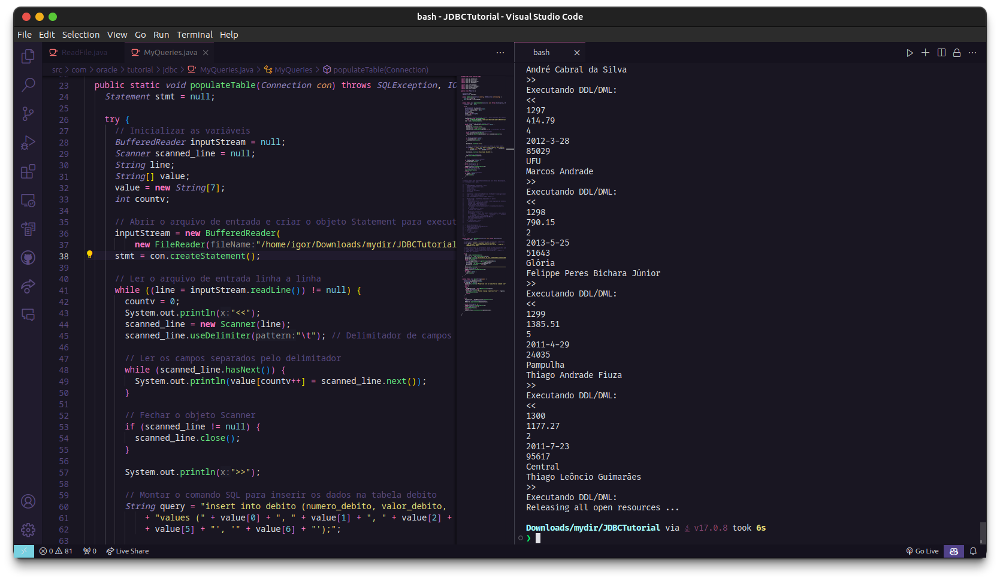 bash - JDBCTutorial - Visual Studio Code
File Edit Selection View Go Run Terminal Help
ReadFile.java
MyQueries.java
src > com > oracle > tutorial > jdbc > MyQueries.java > MyQueries > populateTable(Connection)
23 public static void populateTable(Connection con) throws SQLException, IO
24 Statement stmt = null;
25
26 try {
27 // Inicializar as variáveis
28 BufferedReader inputStream = null;
29 Scanner scanned_line = null;
30 String line;
31 String[] value;
32 value = new String[7];
33 int countv;
34
35 // Abrir o arquivo de entrada e criar o objeto Statement para execut
36 inputStream = new BufferedReader(
37 new FileReader(fileName:"/home/igor/Downloads/mydir/JDBCTutorial
38 stmt = con.createStatement();
39
40 // Ler o arquivo de entrada linha a linha
41 while ((line = inputStream.readLine()) != null) {
42 countv = 0;
43 System.out.println(x:"<<");
44 scanned_line = new Scanner(line);
45 scanned_line.useDelimiter(pattern:"\t"); // Delimitador de campos
46
47 // Ler os campos separados pelo delimitador
48 while (scanned_line.hasNext()) {
49 System.out.println(value[countv++] = scanned_line.next());
50 }
51
52 // Fechar o objeto Scanner
53 if (scanned_line != null) {
54 scanned_line.close();
55 }
56
57 System.out.println(x:">>");
58
59 // Montar o comando SQL para inserir os dados na tabela debito
60 String query = "insert into debito (numero_debito, valor_debito,
61 + "values (" + value[0] + ", " + value[1] + ", " + value[2] +
62 + value[5] + "', '" + value[6] + "');";
63
bash
André Cabral da Silva
>>
Executando DDL/DML:
<<
1297
414.79
4
2012-3-28
85029
UFU
Marcos Andrade
>>
Executando DDL/DML:
<<
1298
790.15
2
2013-5-25
51643
Glória
Felippe Peres Bichara Júnior
>>
Executando DDL/DML:
<<
1299
1385.51
5
2011-4-29
24035
Pampulha
Thiago Andrade Fiuza
>>
Executando DDL/DML:
<<
1300
1177.27
2
2011-7-23
95617
Central
Thiago Leôncio Guimarães
>>
Executando DDL/DML:
Releasing all open resources ...
Downloads/mydir/JDBCTutorial via v17.0.8 took 6s
❯
0 81 0 Live Share
Go Live